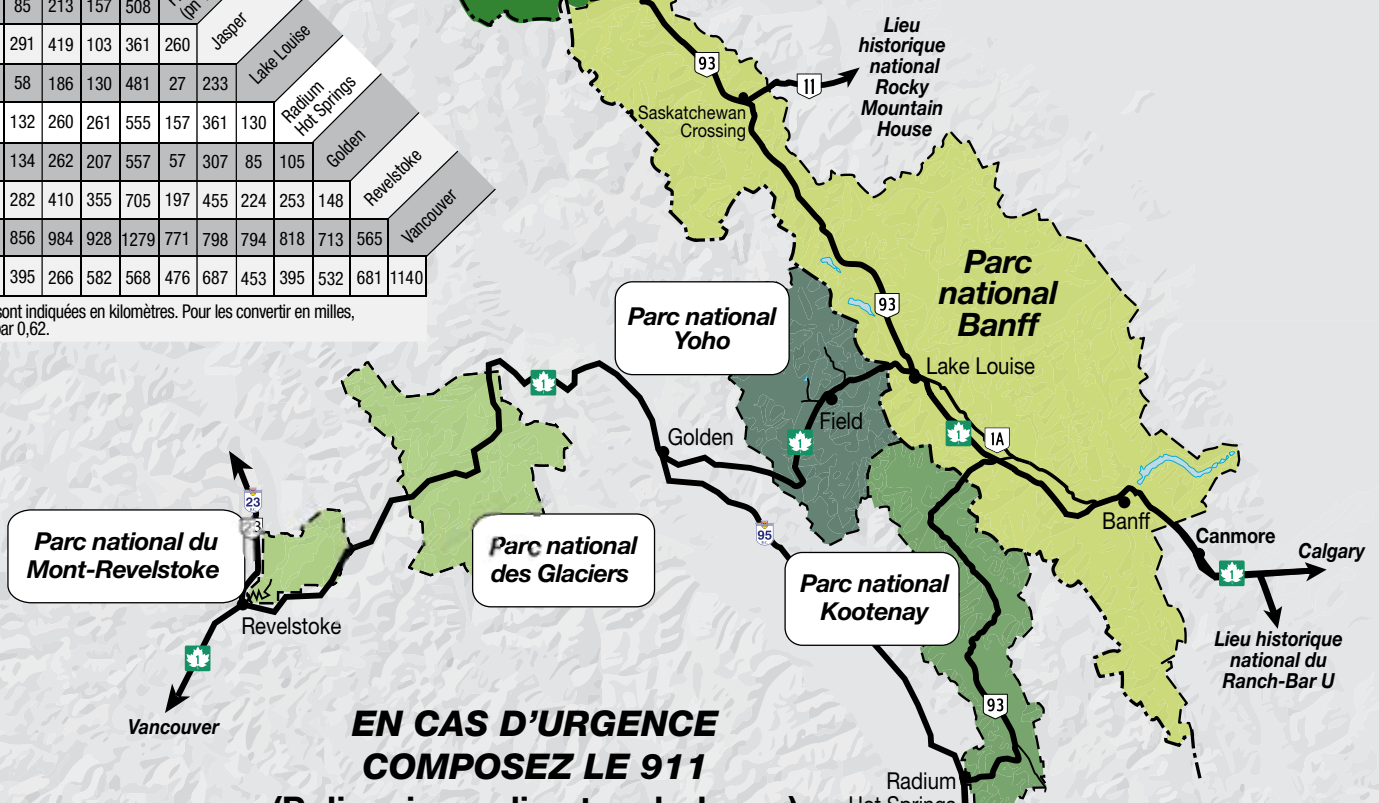 85 213 157 508
(pn
291 419 103 361 260
Jasper
58 186 130 481 27 233
Lake Louise
132 260 261 555 157 361 130
Radium
Hot Springs
134 262 207 557 57 307 85 105
Golden
282 410 355 705 197 455 224 253 148
Revelstoke
856 984 928 1279 771 798 794 818 713 565
Vancouver
395 266 582 568 476 687 453 395 532 681 1140
sont indiquées en kilomètres. Pour les convertir en milles,
par 0,62.
93
11
Lieu
historique
national
Rocky
Mountain
House
Saskatchewan
Crossing
Parc
national
Banff
Parc national
Yoho
93
Lake Louise
1
Field
1
1
1A
Golden
23
23
95
Banff
Canmore
Calgary
1
Parc national du
Mont-Revelstoke
Parc national
des Glaciers
Parc national
Kootenay
Revelstoke
1
Lieu historique
national du
Ranch-Bar U
Vancouver
93
EN CAS D'URGENCE
COMPOSEZ LE 911
Radium
Hot Springs